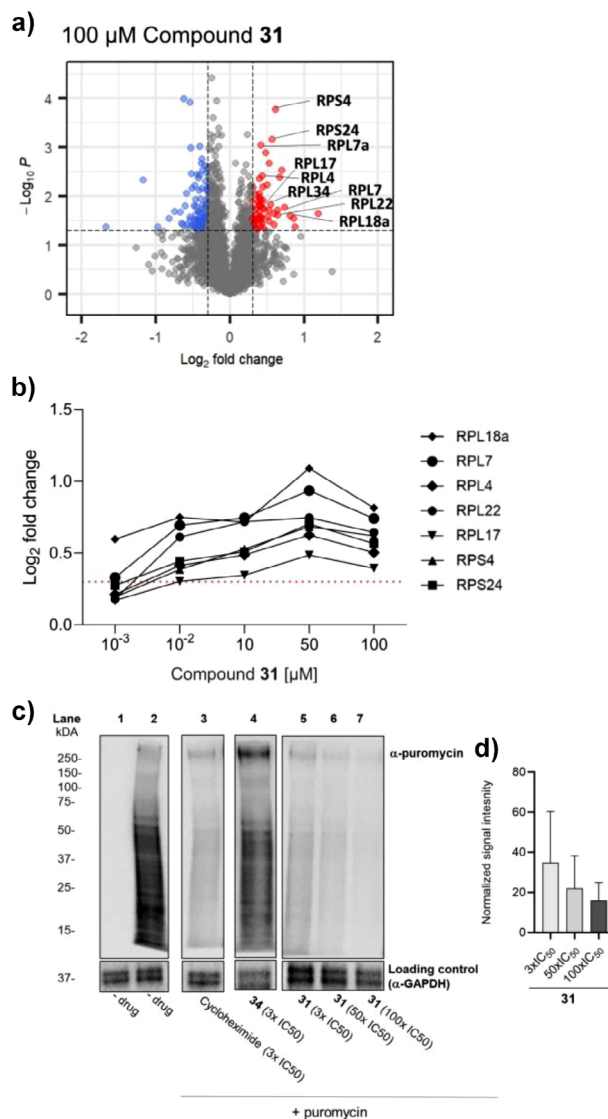 a)
100 µM Compound 31
4
3
2
1
0
-2
-1
0
1
2
– Log10 P
Log2 fold change
RPS4
RPS24
RPL7a
RPL17
RPL4
RPL34
RPL7
RPL22
RPL18a
b)
1.5
1.0
0.5
0.0
Log2 fold change
10-3
10-2
10
50
100
Compound 31 [µM]
RPL18a
RPL7
RPL4
RPL22
RPL17
RPS4
RPS24
c)
Lane 1 2 3 4 5 6 7
kDA
250-
150-
100-
75-
50-
37-
25-
15-
37-
α-puromycin
Loading control
(α-GAPDH)
- drug
- drug
Cycloheximide (3x IC50)
34 (3x IC50)
31 (3x IC50)
31 (50x IC50)
31 (100x IC50)
+ puromycin
d)
80
60
40
20
0
Normalized signal intesnity
3xIC50
50xIC50
100xIC50
31